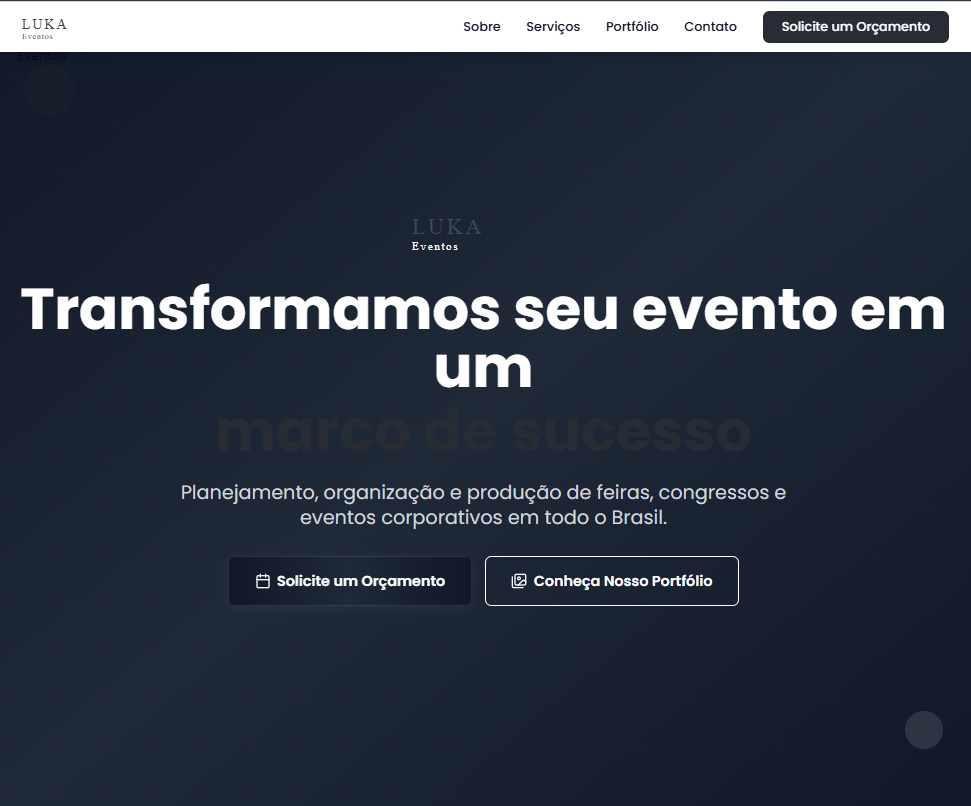 LUKA
Eventos
Sobre
Serviços
Portfólio
Contato
Solicite um Orçamento
Eventos
LUKA
Eventos
Transformamos seu evento em
um
marco de sucesso
Planejamento, organização e produção de feiras, congressos e
eventos corporativos em todo o Brasil.
Solicite um Orçamento
Conheça Nosso Portfólio